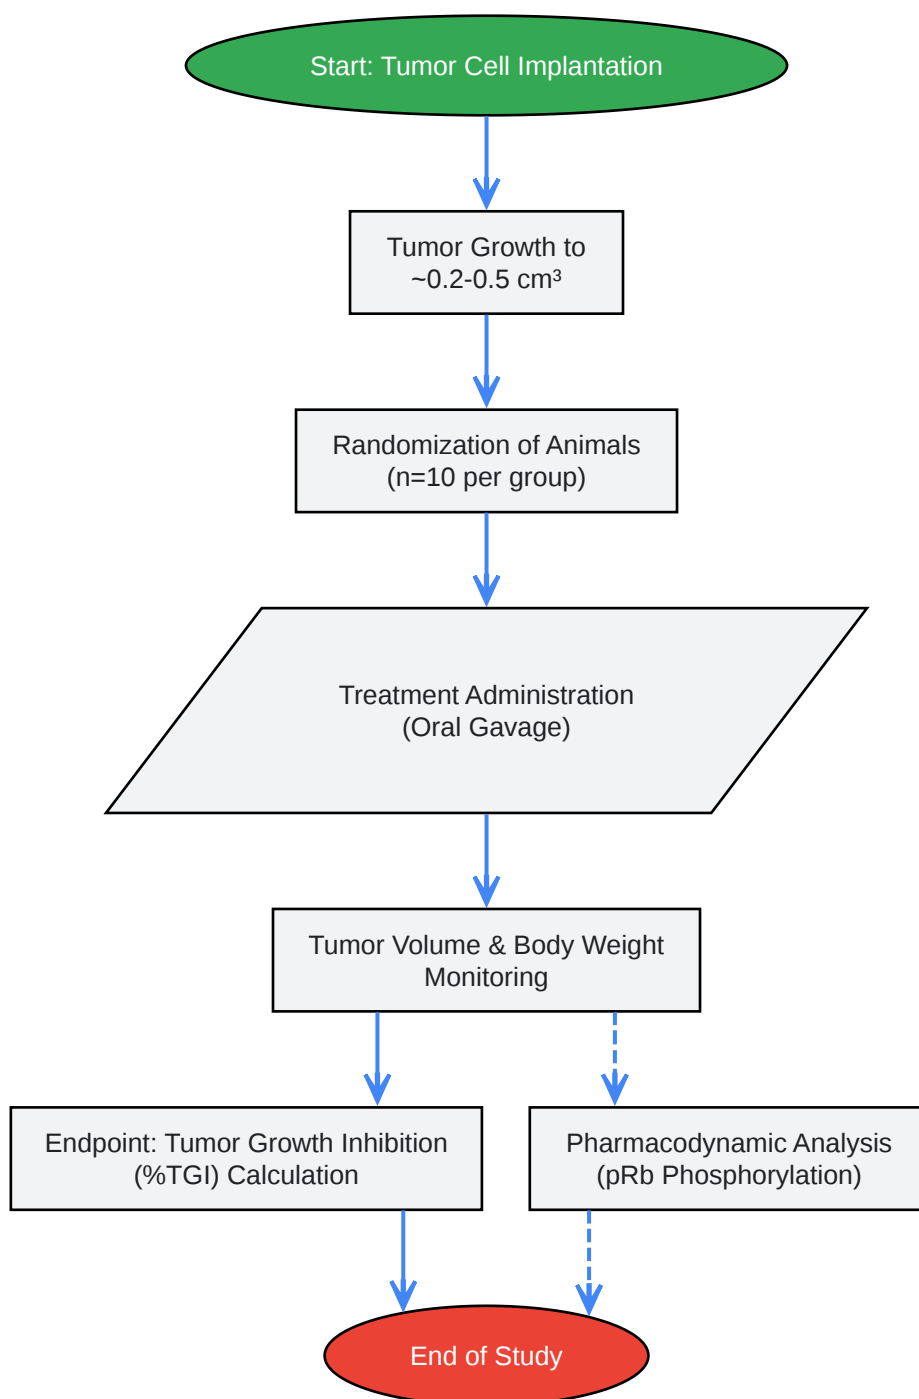 Start: Tumor Cell Implantation
Tumor Growth to
~0.2-0.5 cm³
Randomization of Animals
(n=10 per group)
Treatment Administration
(Oral Gavage)
Tumor Volume & Body Weight
Monitoring
Endpoint: Tumor Growth Inhibition
(%TGI) Calculation
Pharmacodynamic Analysis
(pRb Phosphorylation)
End of Study